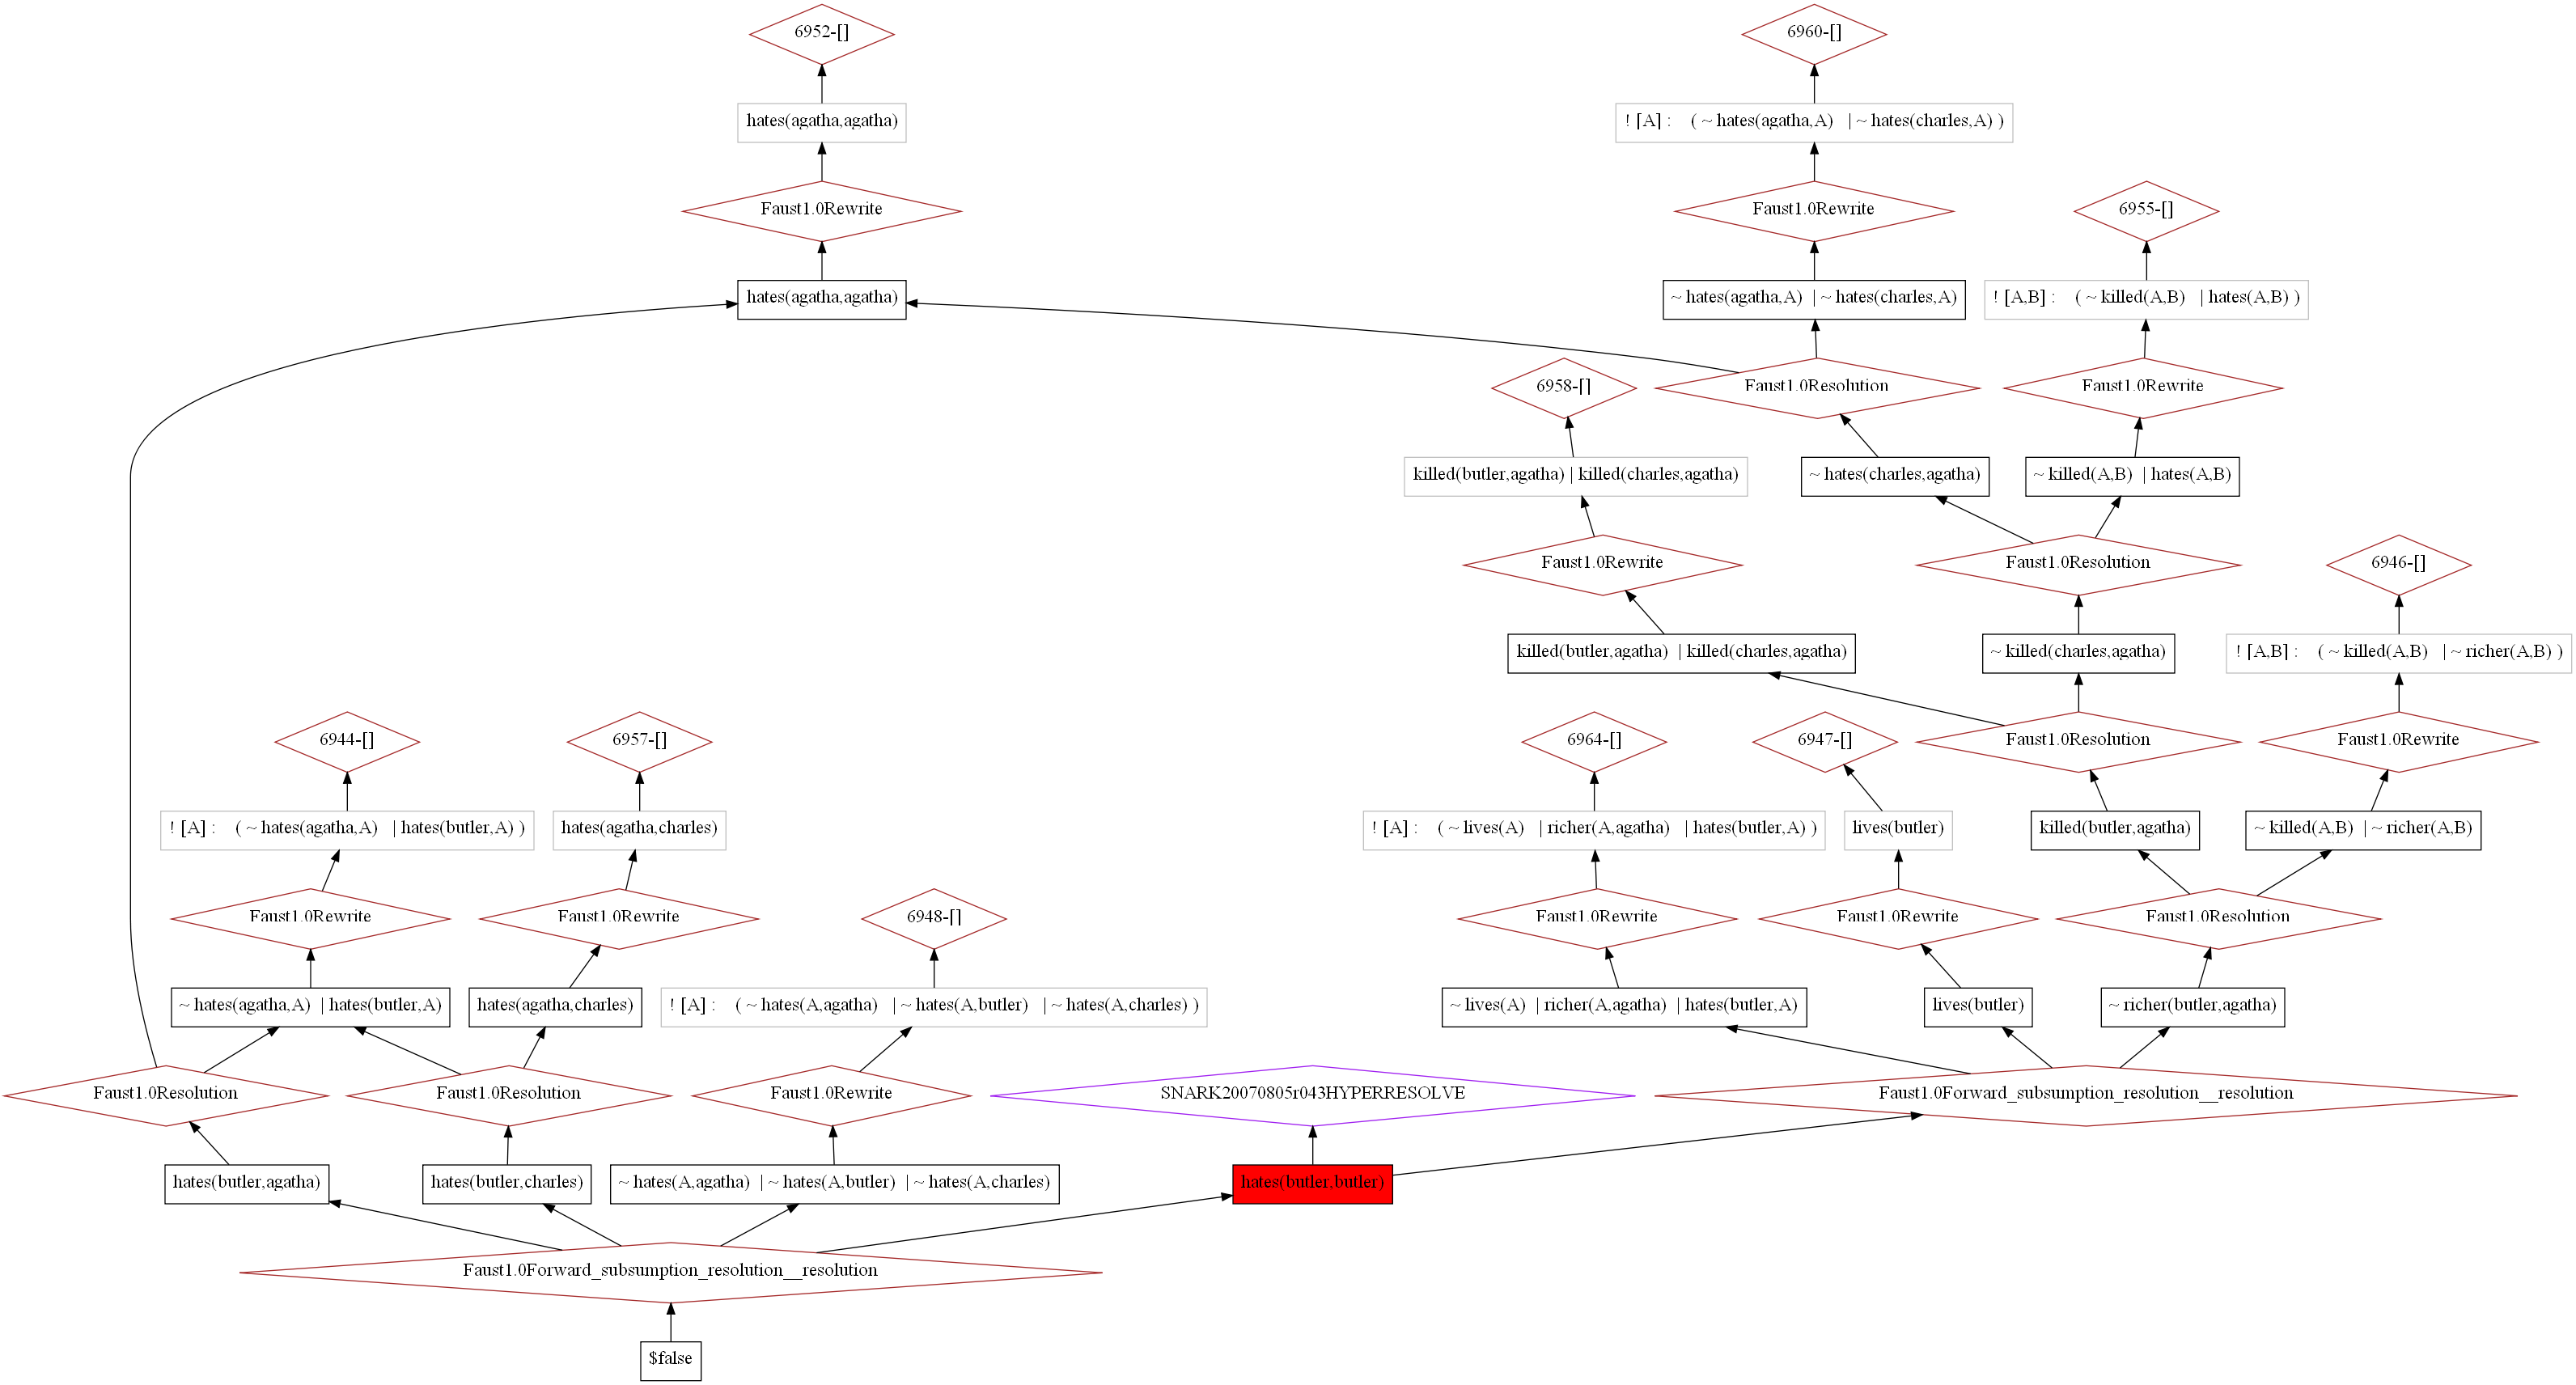 6952-[]
6960-[]
hates(agatha,agatha)
! [A] : ( ~ hates(agatha,A) | ~ hates(charles,A) )
Faust1.0Rewrite
Faust1.0Rewrite
6955-[]
hates(agatha,agatha)
~ hates(agatha,A) | ~ hates(charles,A)
! [A,B] : ( ~ killed(A,B) | hates(A,B) )
6958-[]
Faust1.0Resolution
Faust1.0Rewrite
killed(butler,agatha) | killed(charles,agatha)
~ hates(charles,agatha)
~ killed(A,B) | hates(A,B)
Faust1.0Rewrite
Faust1.0Resolution
6946-[]
killed(butler,agatha) | killed(charles,agatha)
~ killed(charles,agatha)
! [A,B] : ( ~ killed(A,B) | ~ richer(A,B) )
6944-[]
6957-[]
6964-[]
6947-[]
Faust1.0Resolution
Faust1.0Rewrite
! [A] : ( ~ hates(agatha,A) | hates(butler,A) )
hates(agatha,charles)
! [A] : ( ~ lives(A) | richer(A,agatha) | hates(butler,A) )
lives(butler)
killed(butler,agatha)
~ killed(A,B) | ~ richer(A,B)
Faust1.0Rewrite
Faust1.0Rewrite
6948-[]
Faust1.0Rewrite
Faust1.0Rewrite
Faust1.0Resolution
~ hates(agatha,A) | hates(butler,A)
hates(agatha,charles)
! [A] : ( ~ hates(A,agatha) | ~ hates(A,butler) | ~ hates(A,charles) )
~ lives(A) | richer(A,agatha) | hates(butler,A)
lives(butler)
~ richer(butler,agatha)
Faust1.0Resolution
Faust1.0Resolution
Faust1.0Rewrite
SNARK20070805r043HYPERRESOLVE
Faust1.0Forward_subsumption_resolution__resolution
hates(butler,agatha)
hates(butler,charles)
~ hates(A,agatha) | ~ hates(A,butler) | ~ hates(A,charles)
hates(butler,butler)
Faust1.0Forward_subsumption_resolution__resolution
$false